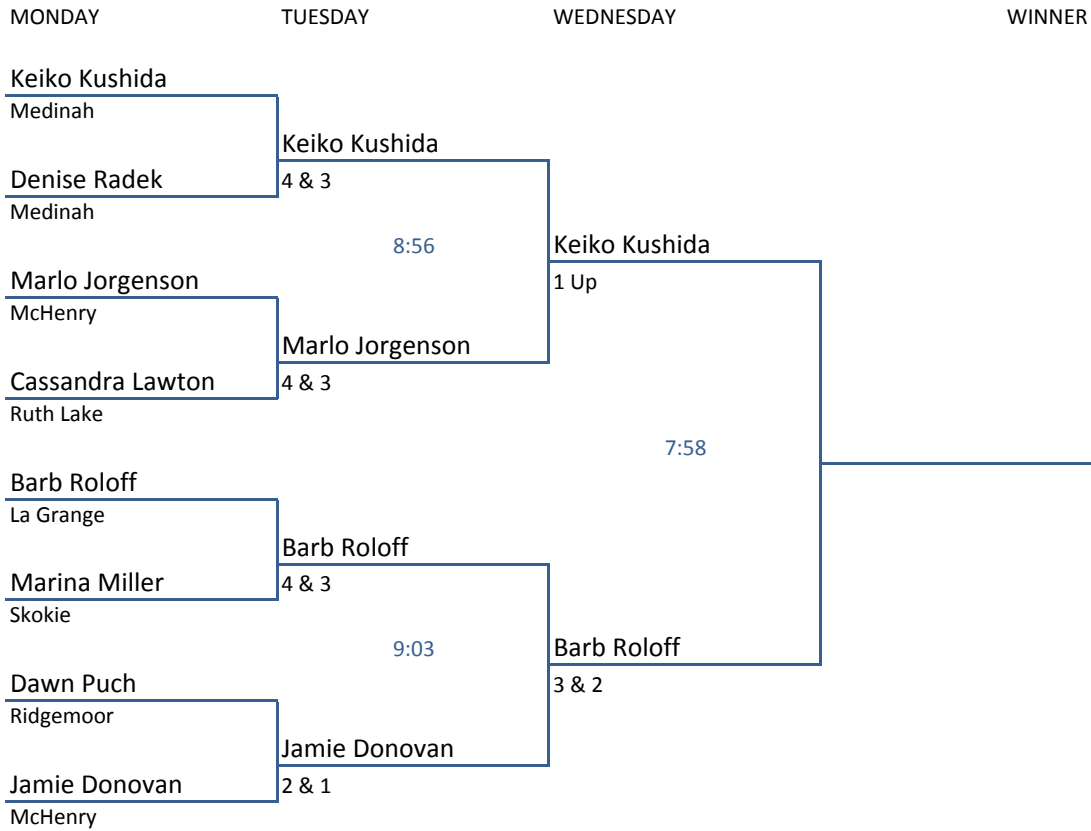 MONDAY TUESDAY WEDNESDAY WINNER
Keiko Kushida
Medinah
Keiko Kushida
Denise Radek
4 & 3
Medinah
8:56
Keiko Kushida
Marlo Jorgenson
1 Up
McHenry
Marlo Jorgenson
Cassandra Lawton
4 & 3
Ruth Lake
7:58
Barb Roloff
La Grange
Barb Roloff
Marina Miller
4 & 3
Skokie
9:03
Barb Roloff
Dawn Puch
3 & 2
Ridgemoor
Jamie Donovan
Jamie Donovan
2 & 1
McHenry